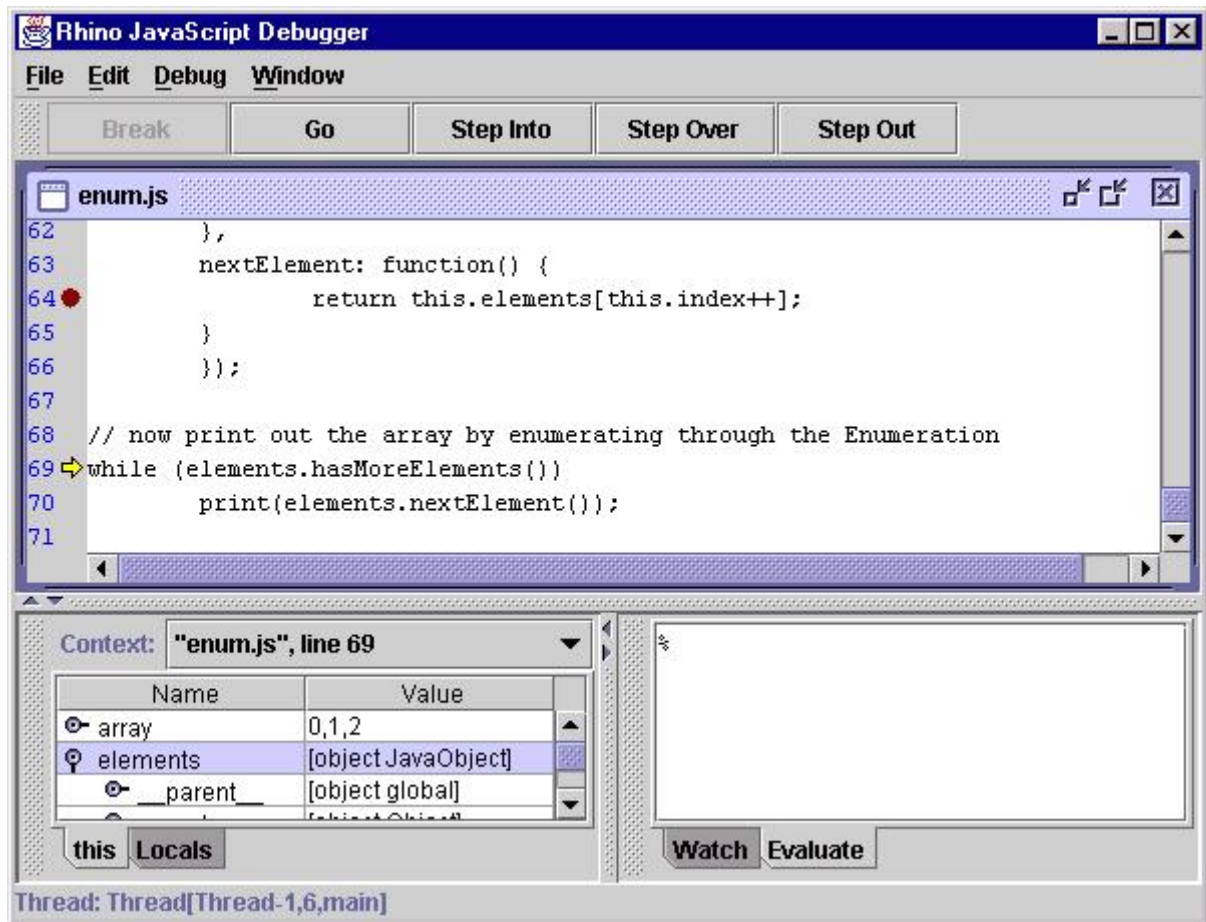 Rhino JavaScript Debugger
File Edit Debug Window
Break Go Step Into Step Over Step Out
enum.js
62 },
63 nextElement: function() {
64 return this.elements[this.index++];
65 }
66 });
67
68 // now print out the array by enumerating through the Enumeration
69 while (elements.hasMoreElements())
70 print(elements.nextElement());
71
Context: "enum.js", line 69
%
Name Value
array 0,1,2
elements [object JavaObject]
__parent__ [object global]
[object Object]
this Locals
Watch Evaluate
Thread: Thread[Thread-1,6,main]